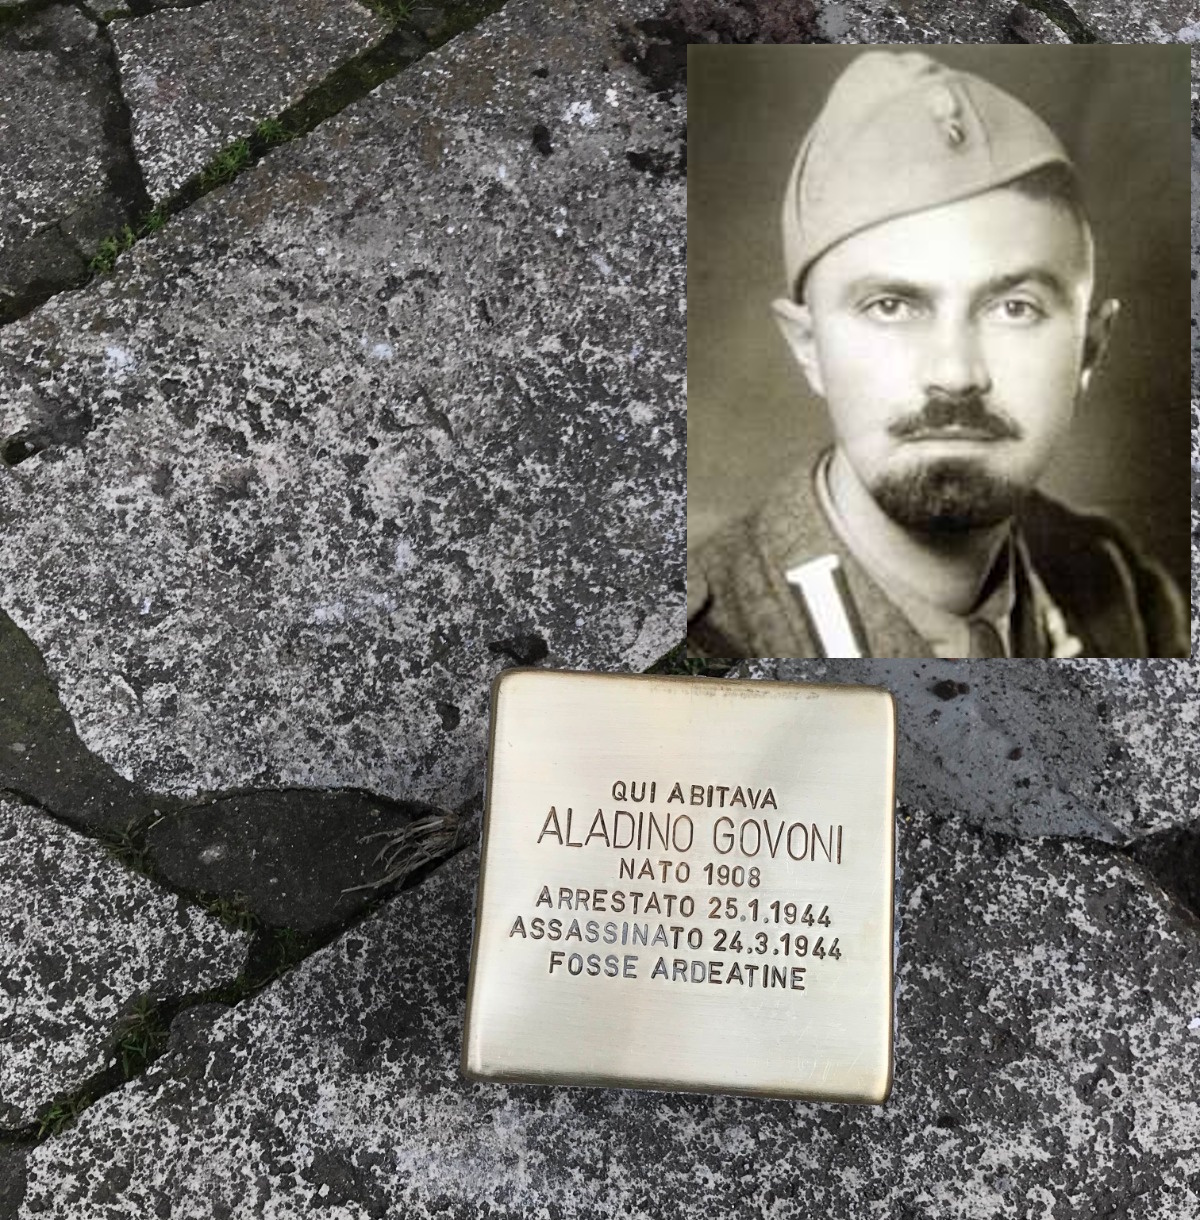 QUI ABITAVA
ALADINO GOVONI
NATO 1908
ARRESTATO 25.1.1944
ASSASSINATO 24.3.1944
FOSSE ARDEATINE